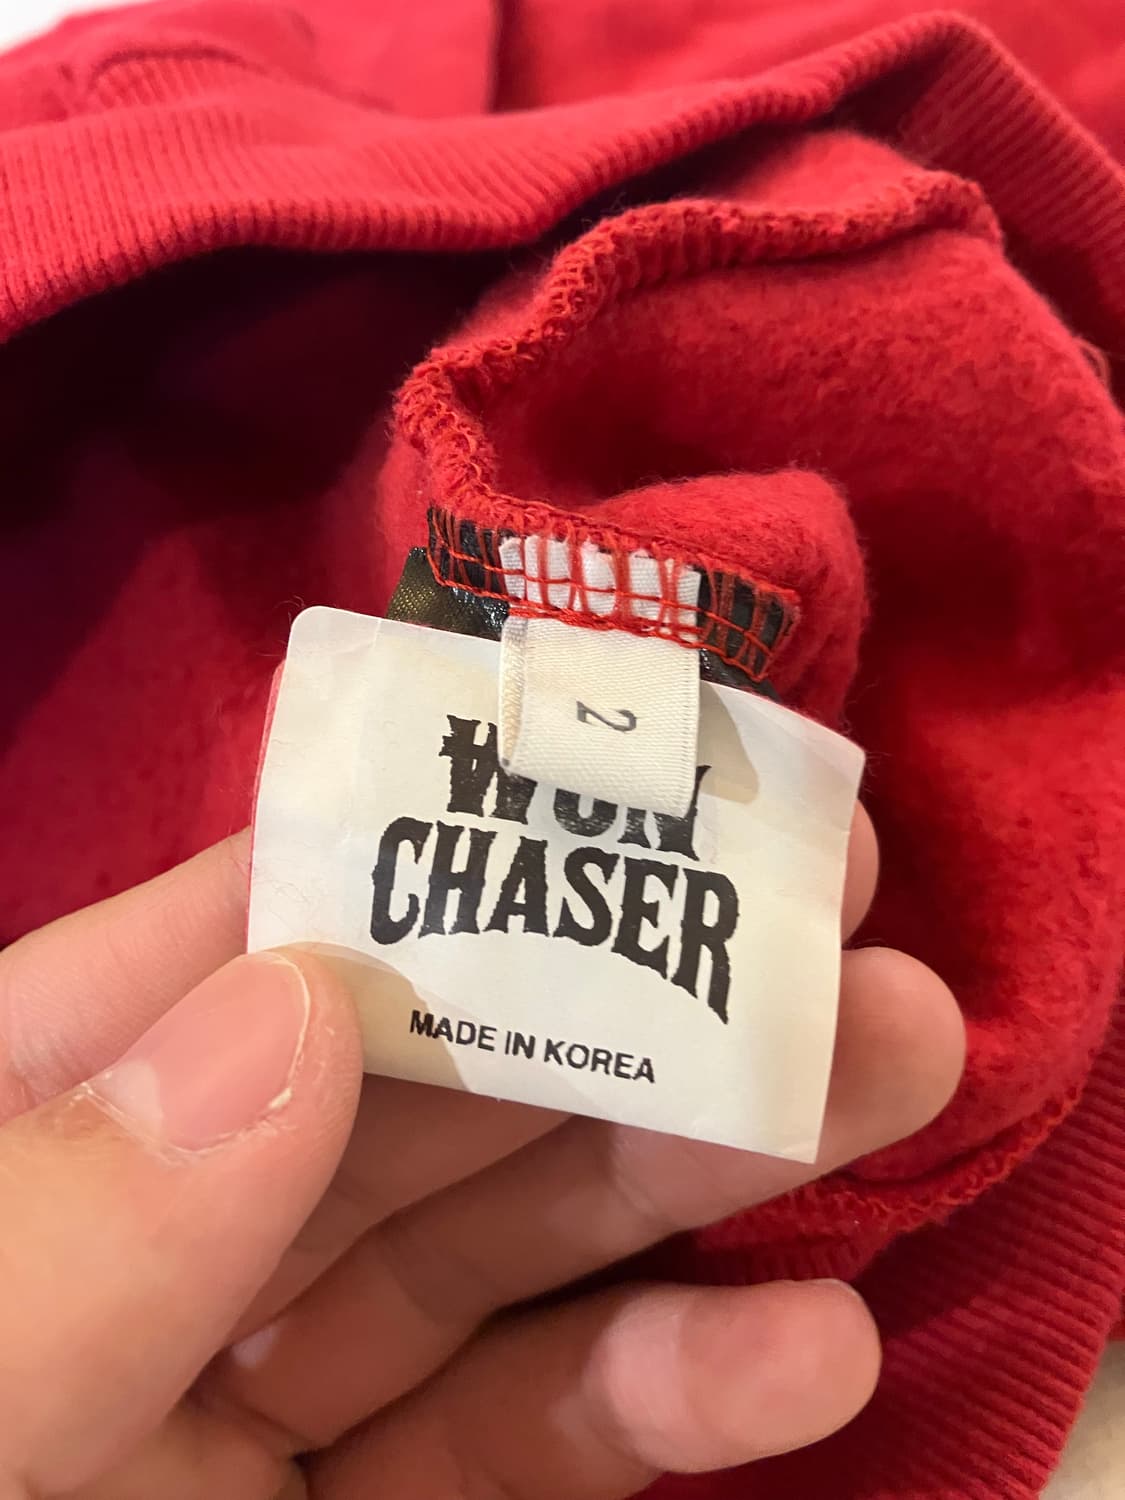 2
₩ON
CHASER
MADE IN KOREA